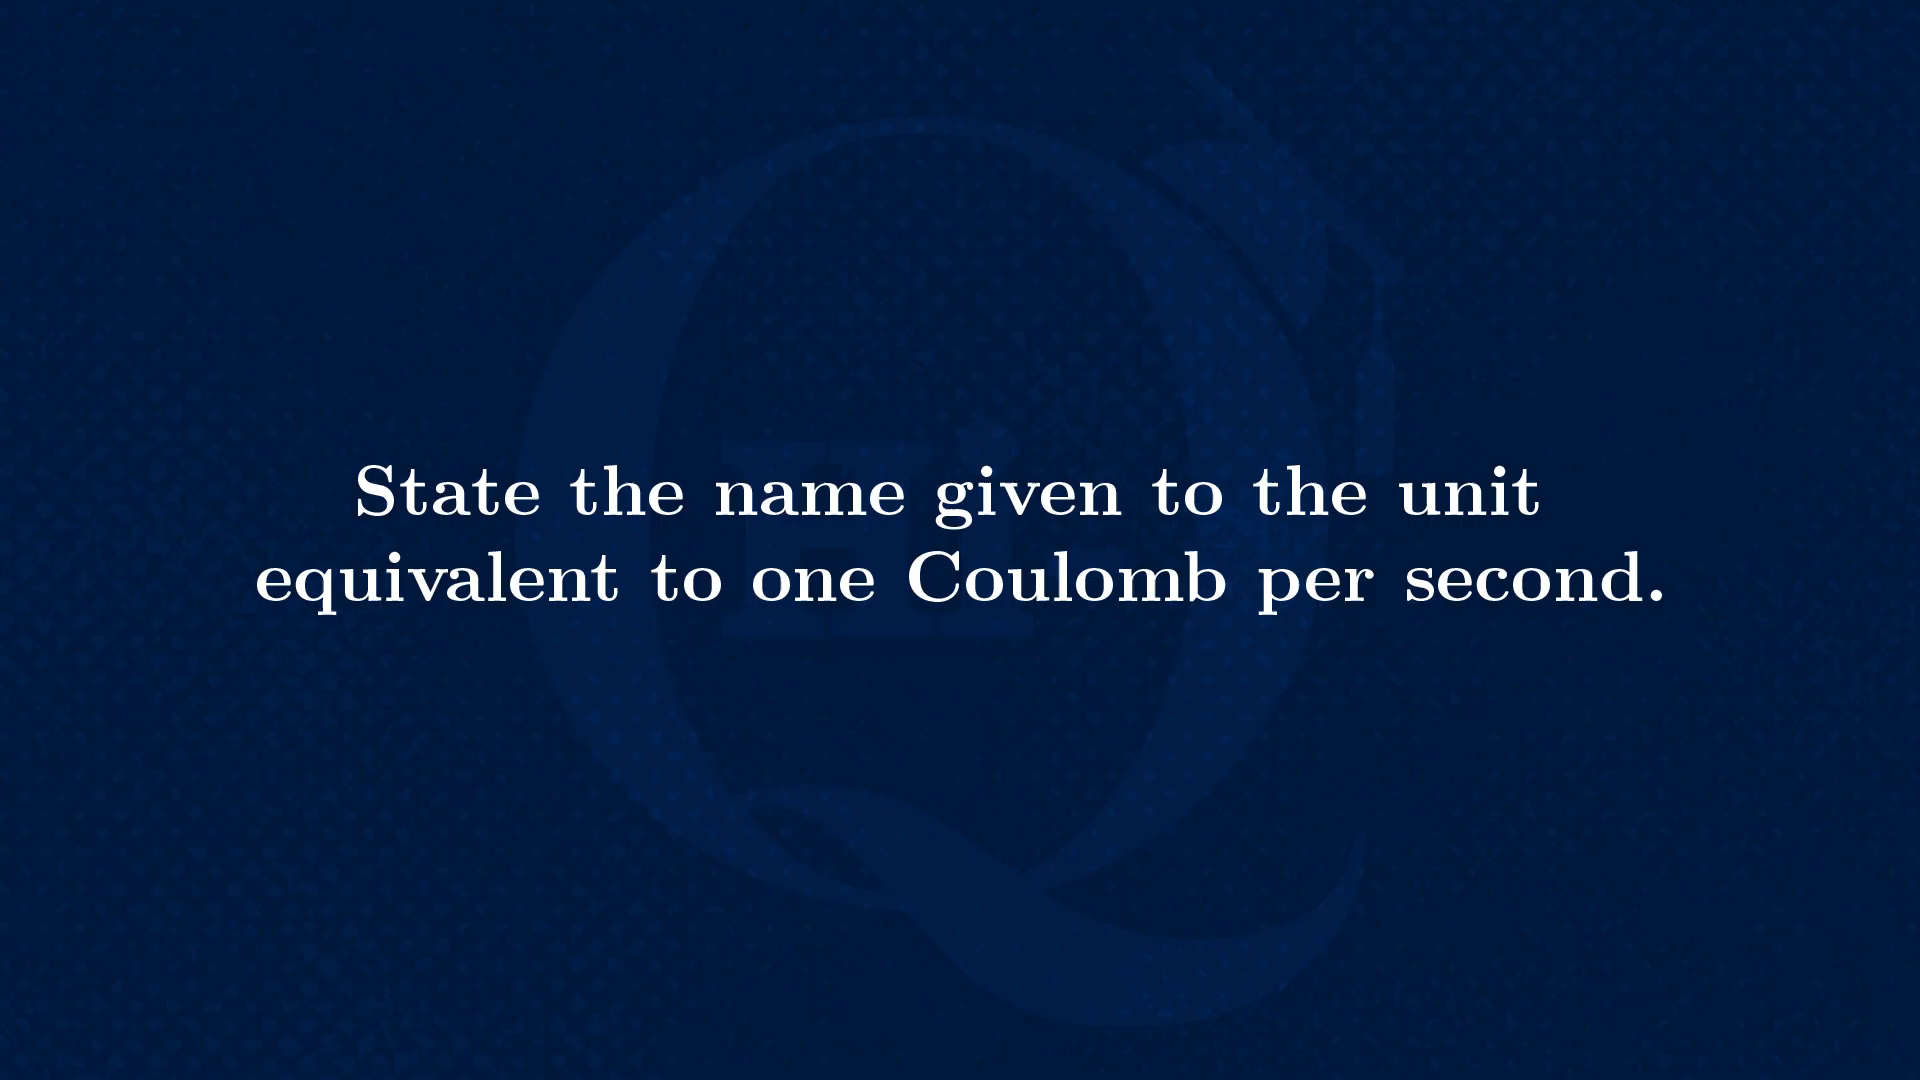 State the name given to the unit
equivalent to one Coulomb per second.